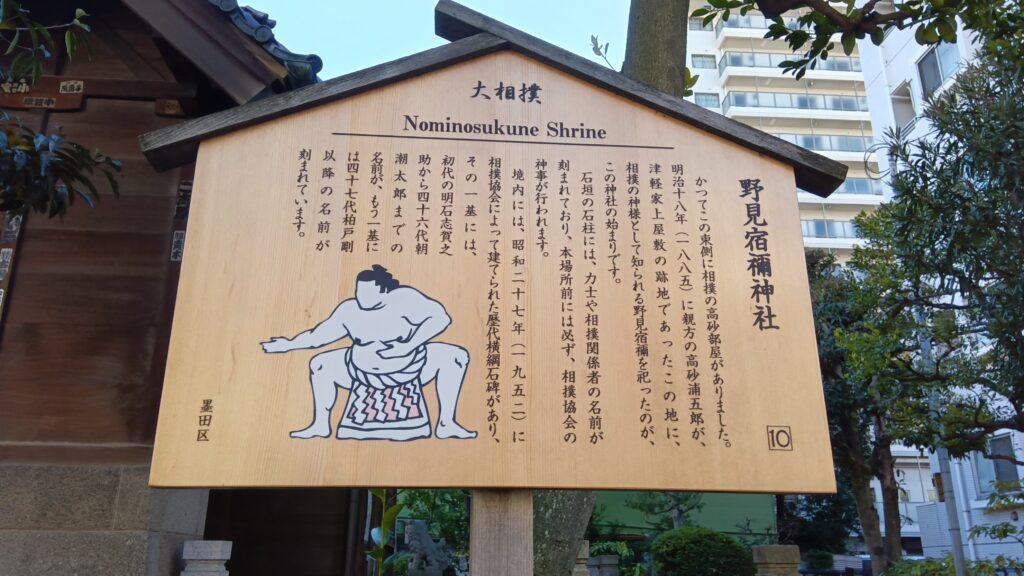 大相撲
Nominosukune Shrine
野見宿禰神社
かつてこの東側に相撲の高砂部屋がありました。
明治十八年(一八八五)に親方の高砂浦五郎が、
津軽家上屋敷の跡地であったこの地に、
相撲の神様として知られる野見宿禰を祀ったのが、
この神社の始まりです。
石垣の石柱には、力士や相撲関係者の名前が
刻まれており、本場所前には必ず、相撲協会の
神事が行われます。
境内には、昭和二十七年(一九五二)に
相撲協会によって建てられた歴代横綱石碑があり、
その一基には、
初代の明石志賀之
助から四十六代朝
潮太郎までの
名前が、もう一基に
は四十七代柏戸剛
以降の名前が
刻まれています。
10
墨田区